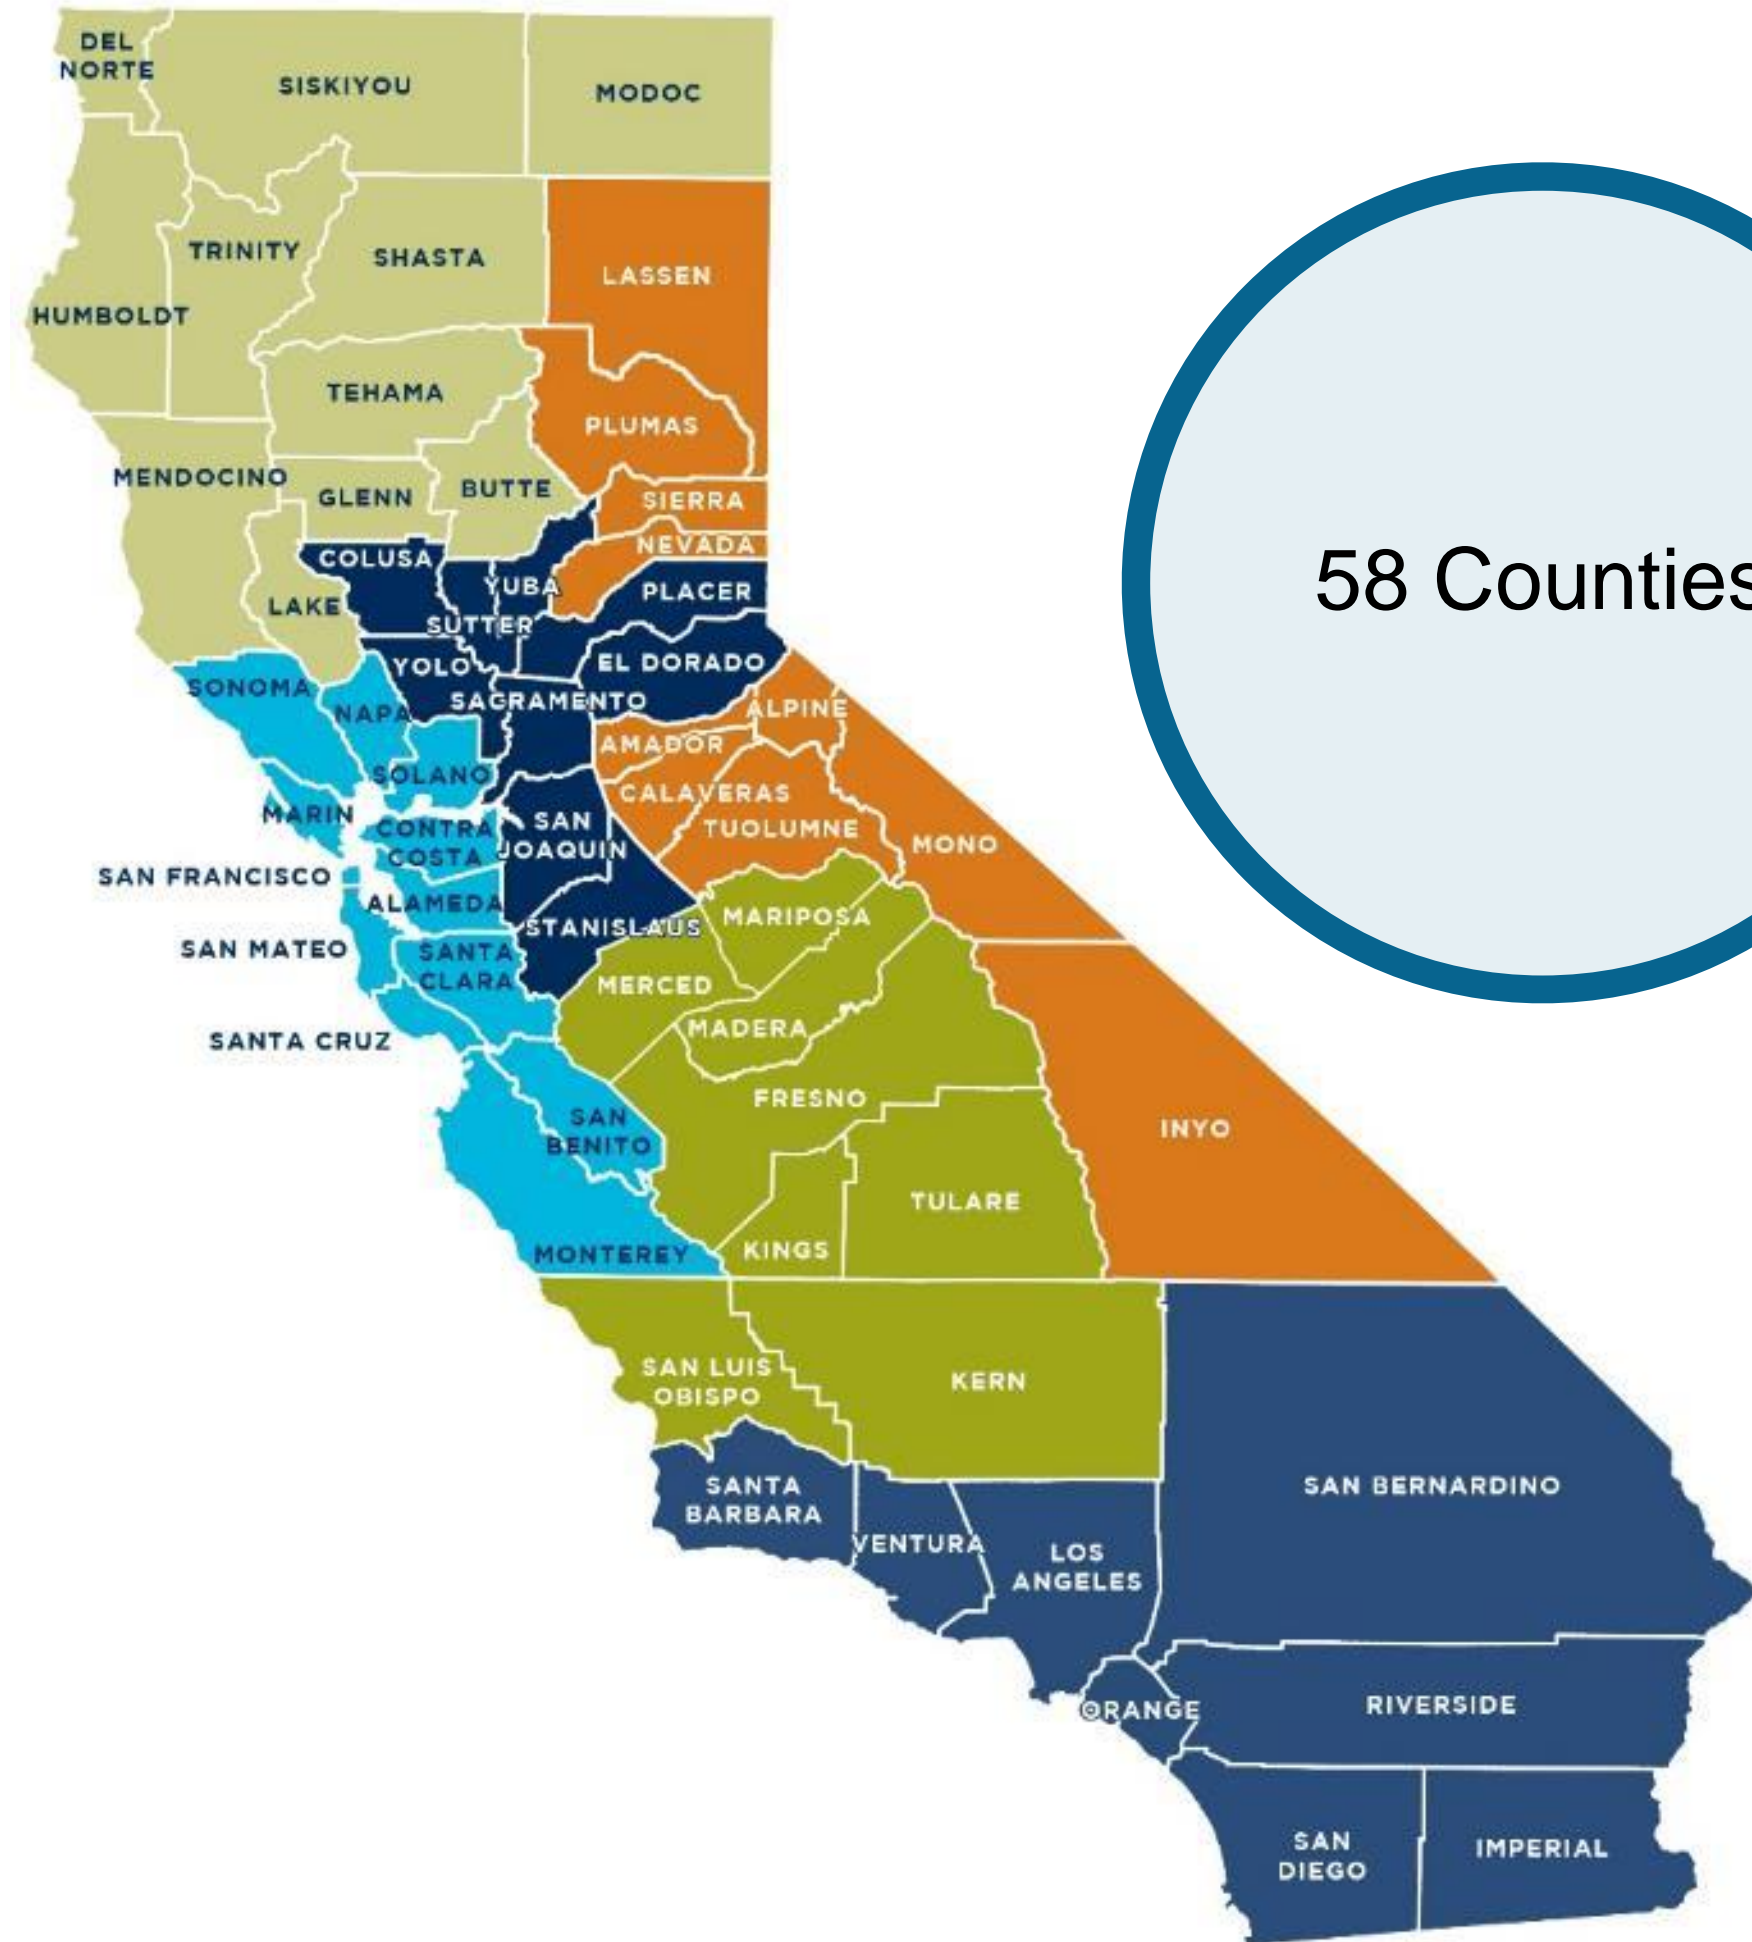 DEL
NORTE
SISKIYOU
MODOC
TRINITY
SHASTA
LASSEN
HUMBOLDT
TEHAMA
PLUMAS
MENDOCINO
GLENN
BUTTE
SIERRA
NEVADA
COLUSA
YUBA
PLACER
LAKE
SUTTER
YOLO
EL DORADO
SONOMA
NAPA
SAGRAMENTO
ALPINE
AMADOR
SOLANO
CALAVERAS
MARIN
CONTRA
COSTA
SAN
JOAQUIN
TUOLUMNE
MONO
SAN FRANCISCO
ALAMEDA
STANISLAUS
MARIPOSA
SAN MATEO
SANTA
CLARA
MERCED
MADERA
SANTA CRUZ
FRESNO
SAN
BENITO
INYO
TULARE
MONTEREY
KINGS
SAN LUIS
OBISPO
KERN
SANTA
BARBARA
VENTURA
LOS
ANGELES
SAN BERNARDINO
ORANGE
RIVERSIDE
SAN
DIEGO
IMPERIAL
58 Counties